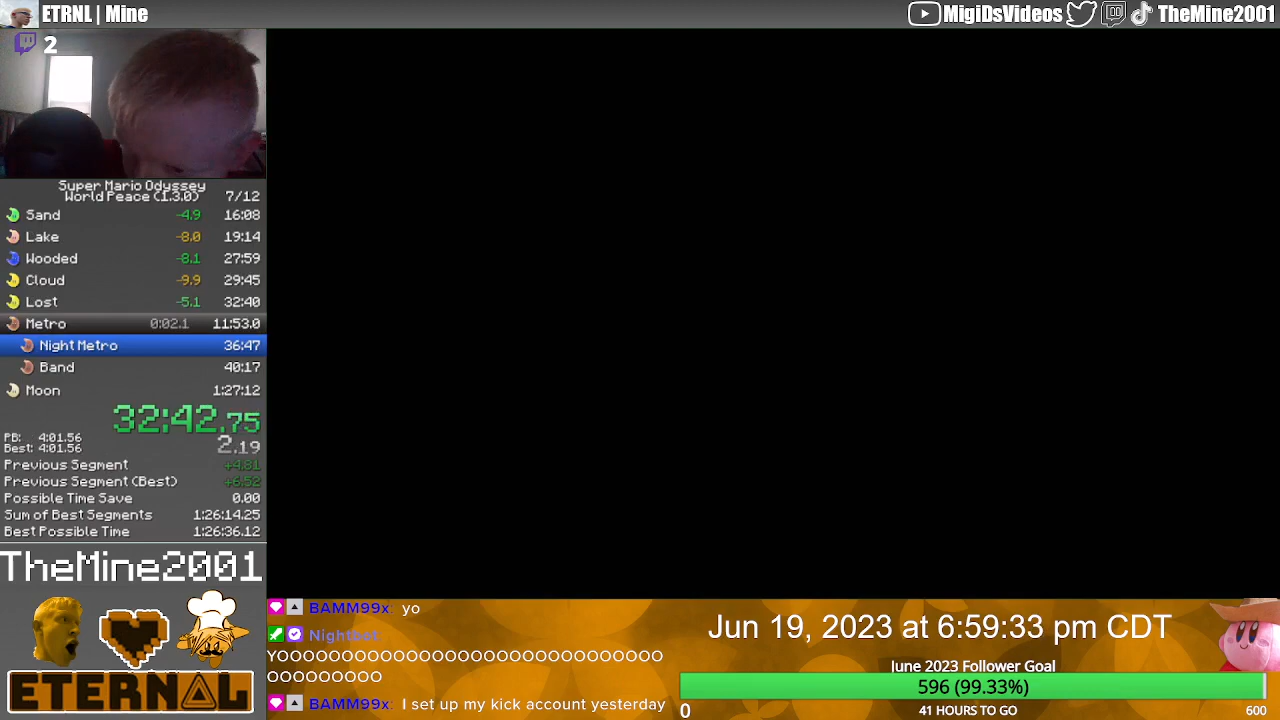 ETRNL | Mine
MigiDsVideos
TheMine2001
2
Super Mario Odyssey
World Peace (1.3.0) 7/12
Sand -4.9 16:08
Lake -8.0 19:14
Wooded -8.1 27:59
Cloud -9.9 29:45
Lost -5.1 32:40
Metro 0:02.1 11:53.0
Night Metro 36:47
Band 40:17
Moon 1:27:12
32:42.75
PB: 4:01.56
Best: 4:01.56
2.19
Previous Segment +4.81
Previous Segment (Best) +6.52
Possible Time Save 0.00
Sum of Best Segments 1:26:14.25
Best Possible Time 1:26:36.12
TheMine2001
ETERNAL
BAMM99x: yo
Nightbot:
YOOOOOOOOOOOOOOOOOOOOOOOOOOOOOO
OOOOOOOOO
BAMM99x: I set up my kick account yesterday
Jun 19, 2023 at 6:59:33 pm CDT
June 2023 Follower Goal
596 (99.33%)
0 41 HOURS TO GO 600